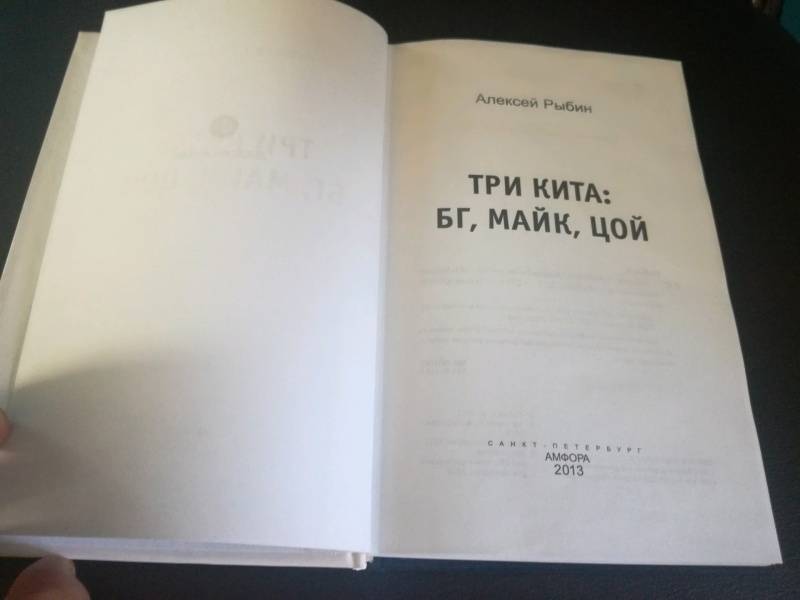 Алексей Рыбин
ТРИ КИТА:
БГ, МАЙК, ЦОЙ
САНКТ-ПЕТЕРБУРГ
АМФОРА
2013